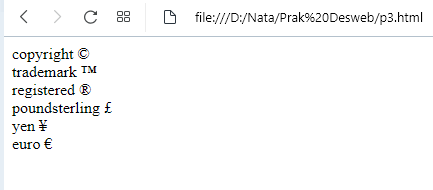 file:///D:/Nata/Prak%20Desweb/p3.html
copyright ©
trademark ™
registered ®
poundsterling £
yen ¥
euro €